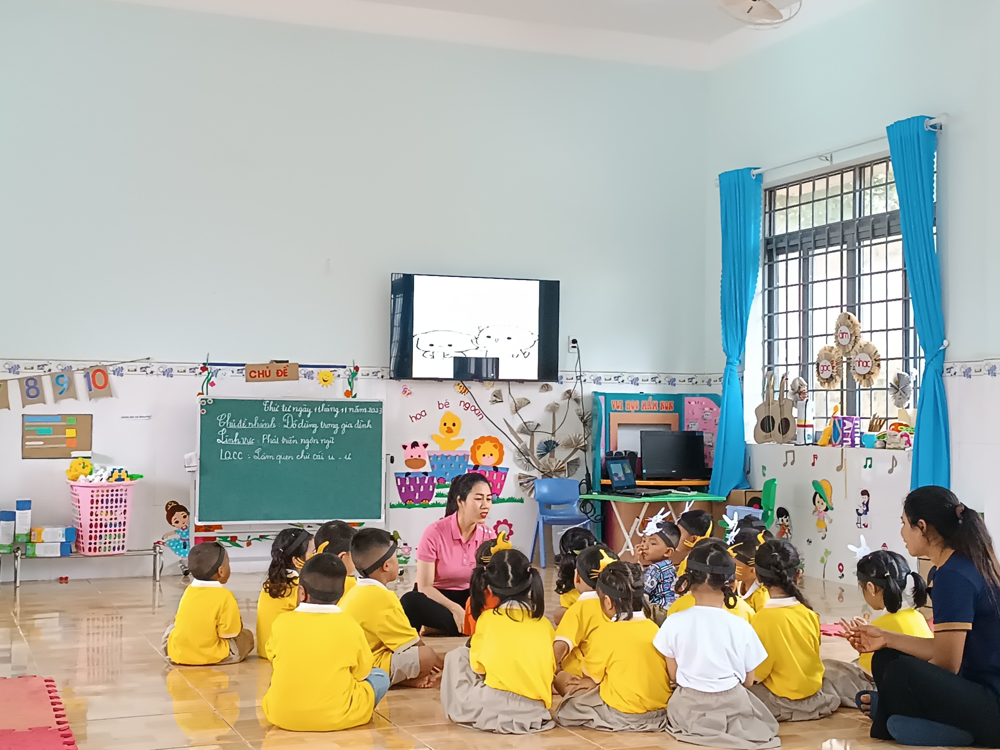 8 9 10
CHỦ ĐỀ
Thứ tư ngày 1 tháng 11 năm 2023
Chủ đề nhánh: Đồ dùng trong gia đình
Lĩnh vực: Phát triển ngôn ngữ
LQCC: Làm quen chữ cái u - ư
hoa bé ngoan
VUI HỌC MẦM NON
góc âm nhạc